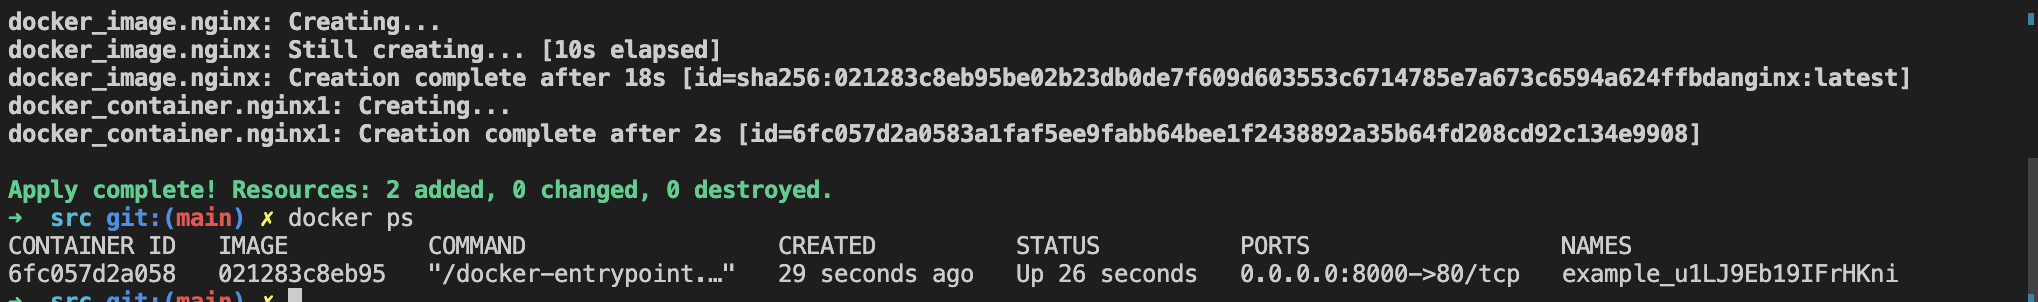 docker_image.nginx: Creating...
docker_image.nginx: Still creating... [10s elapsed]
docker_image.nginx: Creation complete after 18s [id=sha256:021283c8eb95be02b23db0de7f609d603553c6714785e7a673c6594a624ffbdanginx:latest]
docker_container.nginx1: Creating...
docker_container.nginx1: Creation complete after 2s [id=6fc057d2a0583a1faf5ee9fabb64bee1f2438892a35b64fd208cd92c134e9908]
Apply complete! Resources: 2 added, 0 changed, 0 destroyed.
➜  src git:(main) ✗ docker ps
CONTAINER ID   IMAGE          COMMAND                  CREATED          STATUS          PORTS                  NAMES
6fc057d2a058   021283c8eb95   "/docker-entrypoint.…"   29 seconds ago   Up 26 seconds   0.0.0.0:8000->80/tcp   example_u1LJ9Eb19IFrHKni
➜  src git:(main) ✗